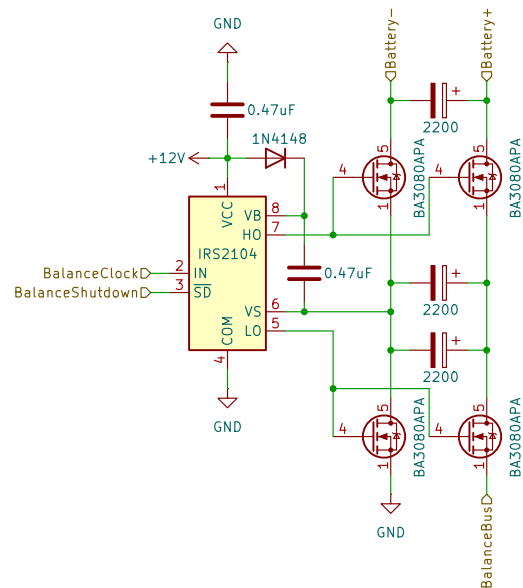 GND
Battery-
Battery+
0.47uF
2200
+12V
1N4148
1
VCC
VB
8
HO
7
IRS2104
BalanceClock
2
IN
BalanceShutdown
3
SD
VS
6
LO
5
COM
4
GND
0.47uF
4
5
1
BA3080APA
4
5
1
BA3080APA
2200
2200
4
5
1
BA3080APA
4
5
1
BA3080APA
GND
BalanceBus